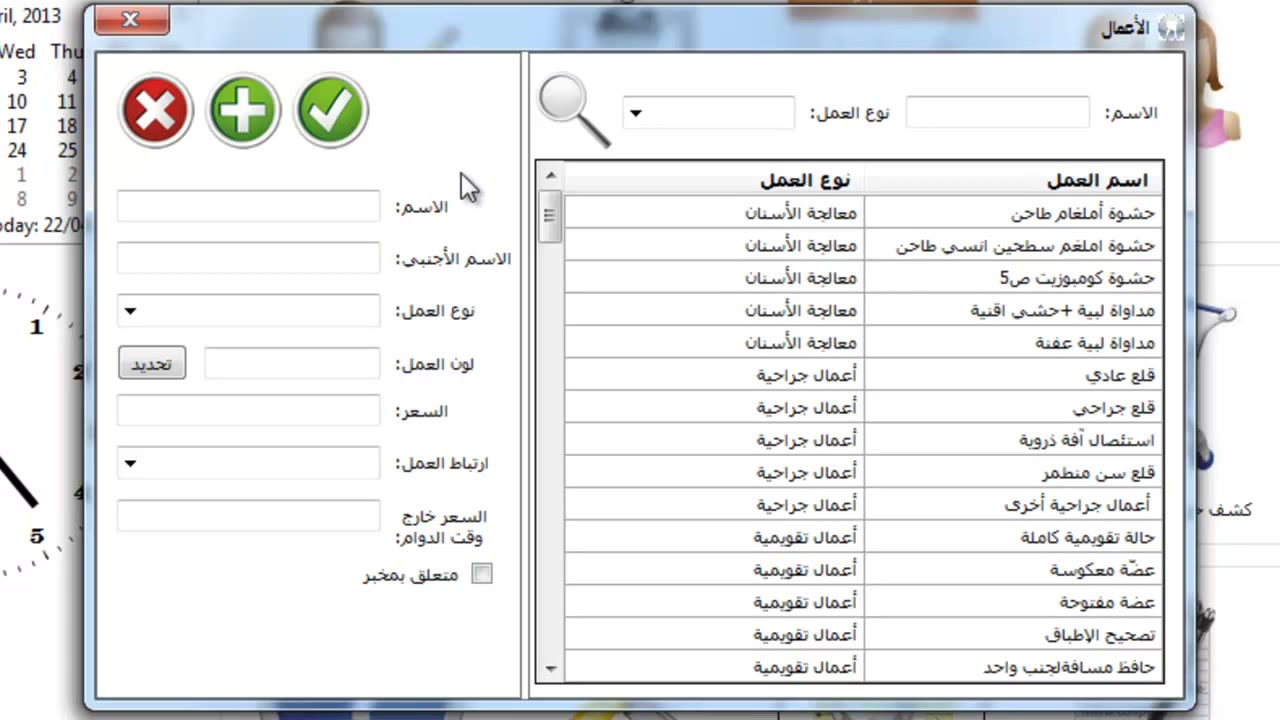 ril, 2013
Wed Thu
3 4
10 11
17 18
24 25
1 2
8 9
oday: 22/04
1
2
4
5
الأعمال
الاسم:
نوع العمل:
اسم العمل نوع العمل
حشوة أملغام طاحن معالجة الأسنان
حشوة املغم سطحين انسي طاحن معالجة الأسنان
حشوة كومبوزيت ص5 معالجة الأسنان
مداواة لبية +حشي اقنية معالجة الأسنان
مداواة لبية عفنة معالجة الأسنان
قلع عادي أعمال جراحية
قلع جراحي أعمال جراحية
استئصال آفة ذروية أعمال جراحية
قلع سن منطمر أعمال جراحية
أعمال جراحية أخرى أعمال جراحية
حالة تقويمية كاملة أعمال تقويمية
عضّة معكوسة أعمال تقويمية
عضة مفتوحة أعمال تقويمية
تصحيح الإطباق أعمال تقويمية
حافظ مسافةلجنب واحد أعمال تقويمية
الاسم:
الاسم الأجنبي:
نوع العمل:
لون العمل:
تحديد
السعر:
ارتباط العمل:
السعر خارج
وقت الدوام:
متعلق بمخبر
كشف